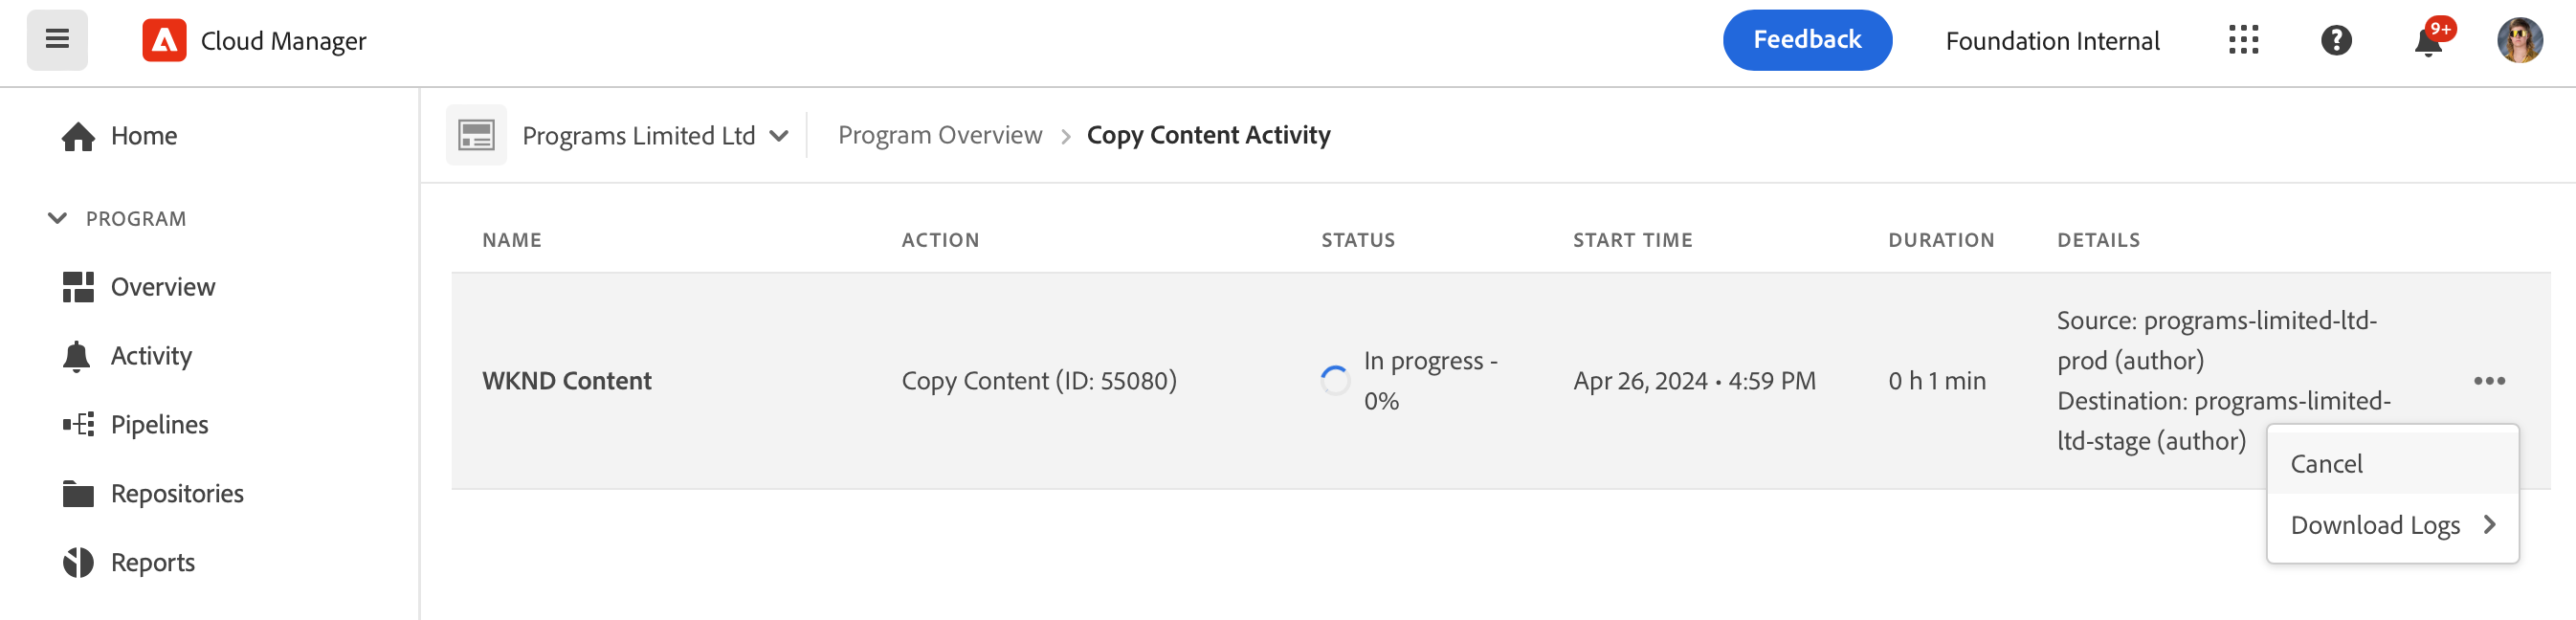 Cloud Manager
Feedback
Foundation Internal
9+
Home
PROGRAM
Overview
Activity
Pipelines
Repositories
Reports
Programs Limited Ltd
Program Overview
Copy Content Activity
NAME ACTION STATUS START TIME DURATION DETAILS
WKND Content
Copy Content (ID: 55080)
In progress -
0%
Apr 26, 2024 • 4:59 PM
0 h 1 min
Source: programs-limited-ltd-
prod (author)
Destination: programs-limited-
ltd-stage (author)
Cancel
Download Logs